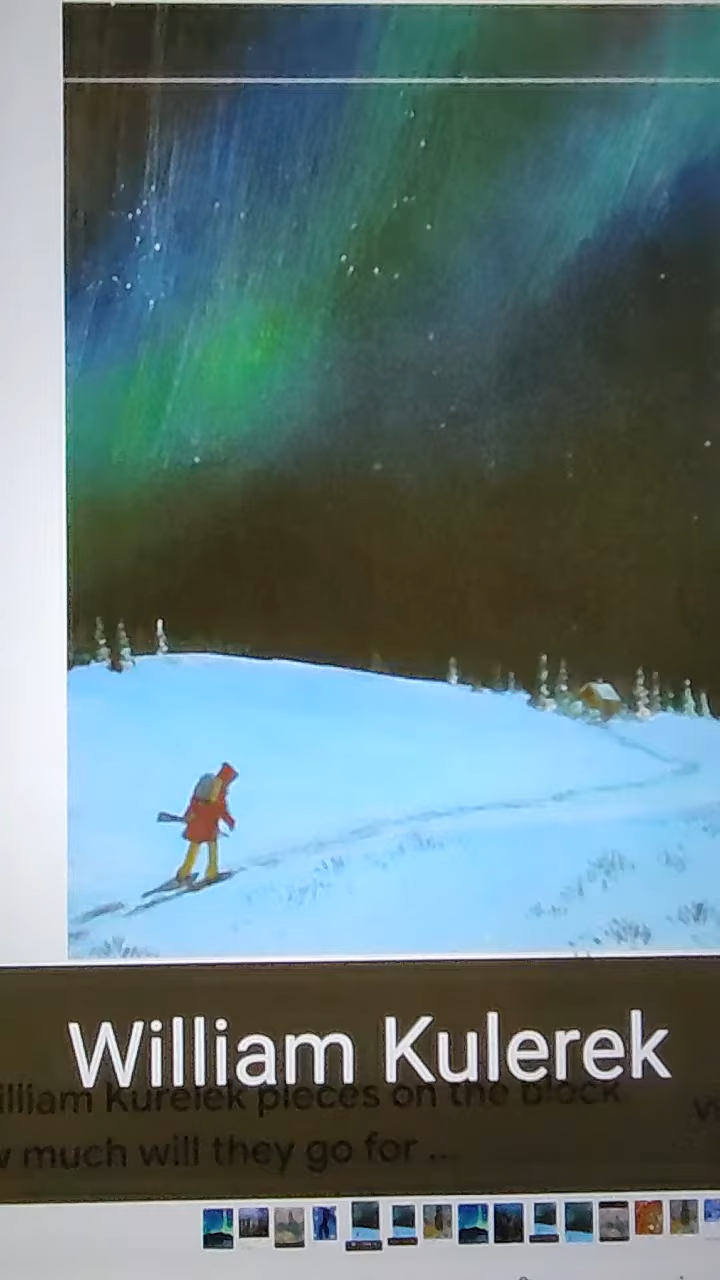 William Kulerek
illiam Kurelek pieces on the block
w much will they go for ...